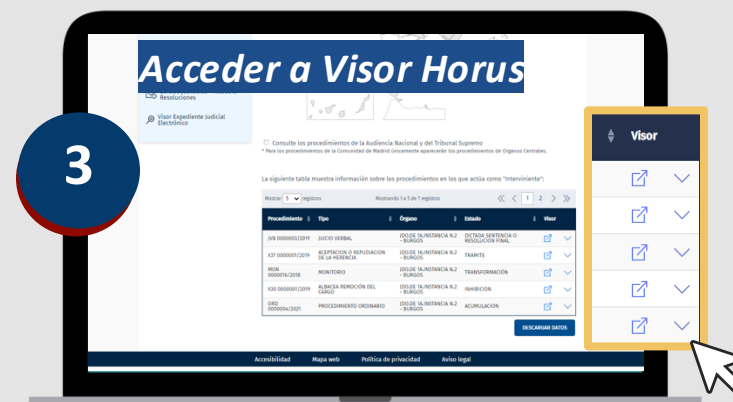 Acceder a Visor Horus
Resoluciones
Visor Expediente Judicial
Electrónico
Consulte los procedimientos de la Audiencia Nacional y del Tribunal Supremo
* Para los procedimientos de la Comunidad de Madrid únicamente aparecerán los procedimientos de Organos Centrales.
3
La siguiente tabla muestra información sobre los procedimientos en los que actúa como "Interviniente":
Mostrar 5 registros Mostrando 1 a 5 de 7 registros 1 2
Procedimiento Tipo Órgano Estado Visor
JVB 0000003/2019 JUICIO VERBAL JDO.DE 1A.INSTANCIA N.2 - BURGOS DICTADA SENTENCIA O RESOLUCION FINAL
X37 0000001/2019 ACEPTACION O REPUDIACION DE LA HERENCIA JDO.DE 1A.INSTANCIA N.2 - BURGOS TRAMITE
MON 0000016/2018 MONITORIO JDO.DE 1A.INSTANCIA N.2 - BURGOS TRANSFORMACIÓN
X30 0000001/2019 ALBACEA REMOCIÓN DEL CARGO JDO.DE 1A.INSTANCIA N.2 - BURGOS INHIBICION
ORD 0000004/2021 PROCEDIMIENTO ORDINARIO JDO.DE 1A.INSTANCIA N.2 - BURGOS ACUMULACION
DESCARGAR DATOS
Accesibilidad Mapa web Política de privacidad Aviso legal
Visor